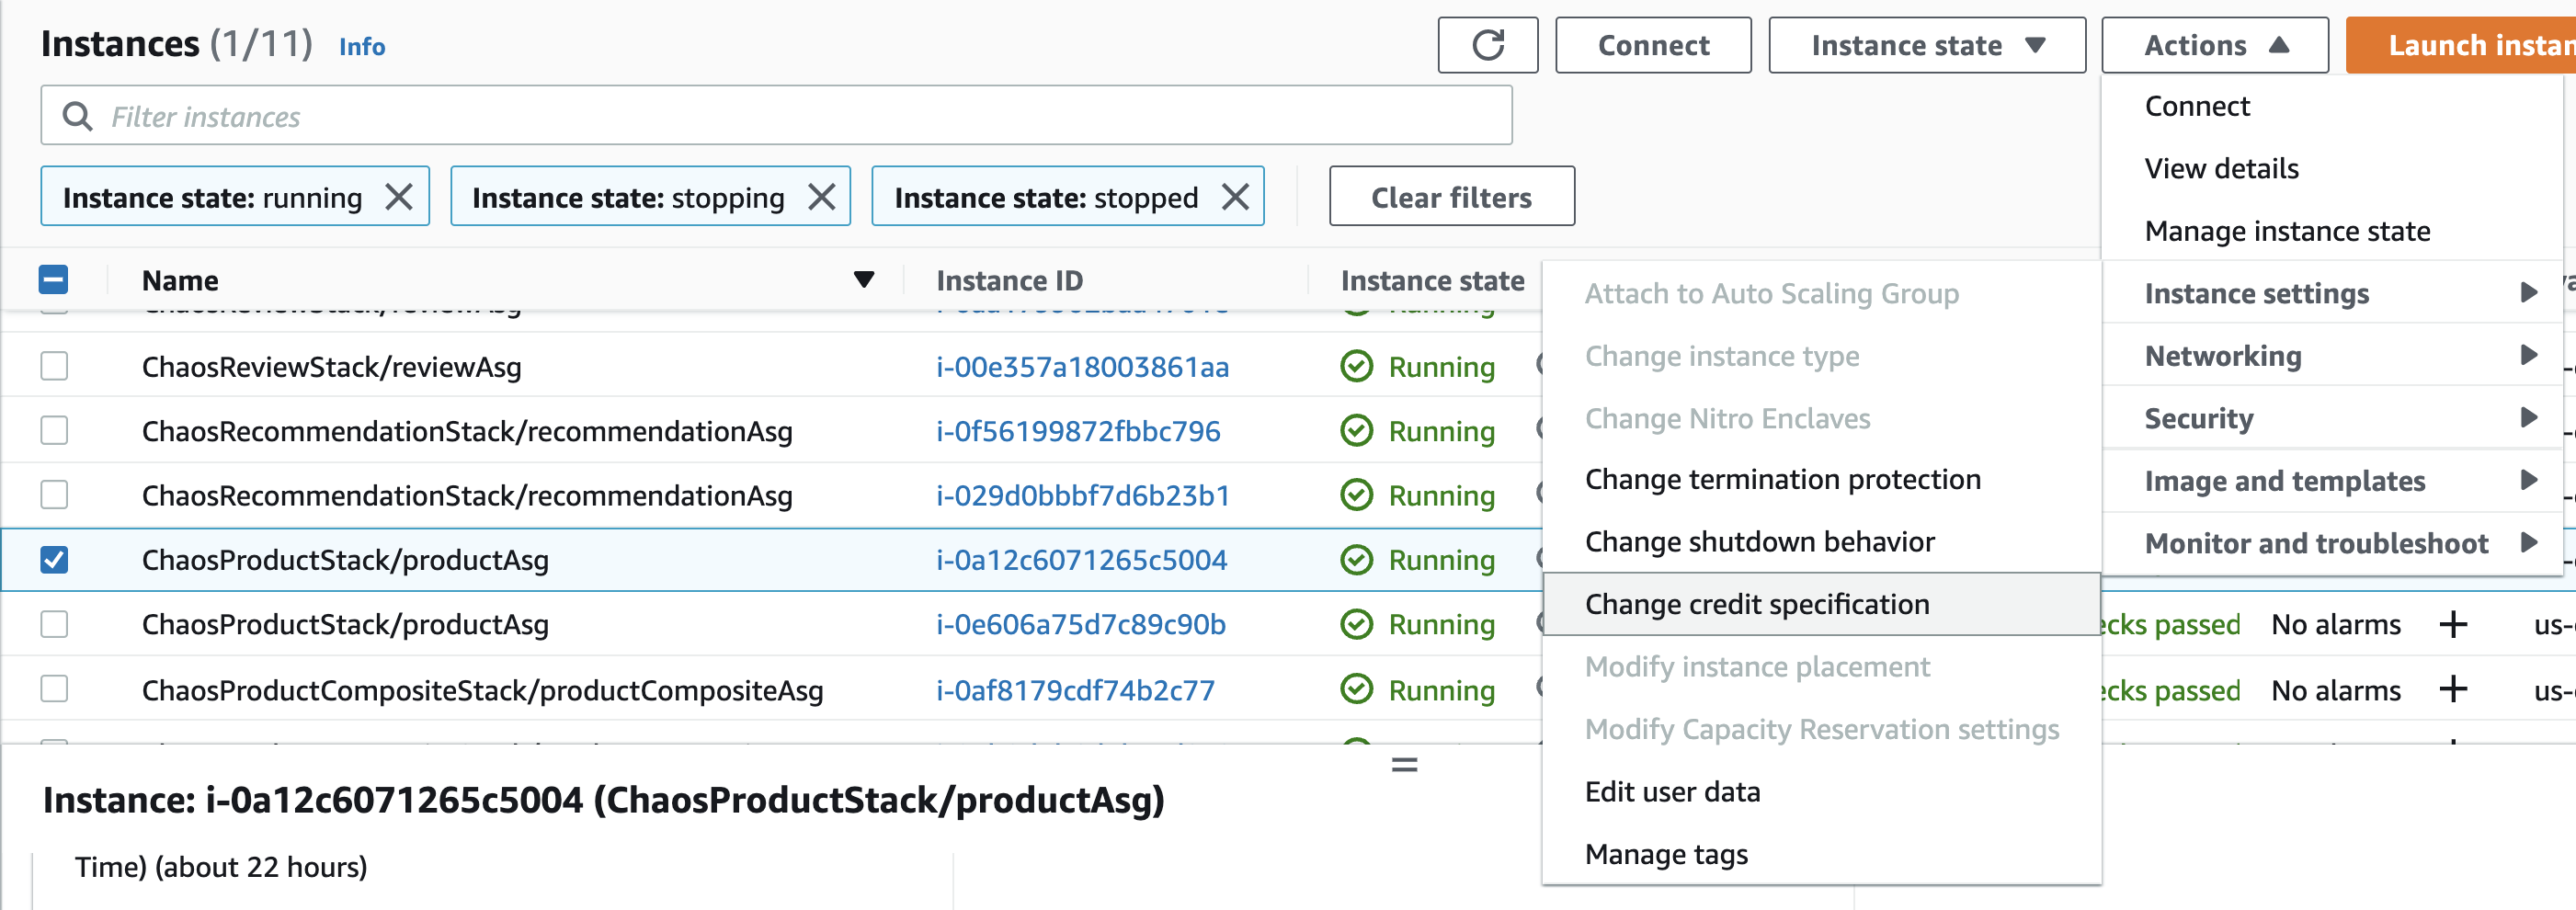 Instances (1/11) Info
Connect
Instance state
Actions
Launch
Filter instances
Instance state: running
Instance state: stopping
Instance state: stopped
Clear filters
Name
Instance ID
Instance state
ChaosReviewStack/reviewAsg i-00e357a18003861aa Running
ChaosRecommendationStack/recommendationAsg i-0f56199872fbbc796 Running
ChaosRecommendationStack/recommendationAsg i-029d0bbbf7d6b23b1 Running
ChaosProductStack/productAsg i-0a12c6071265c5004 Running
ChaosProductStack/productAsg i-0e606a75d7c89c90b Running passed No alarms
ChaosProductCompositeStack/productCompositeAsg i-0af8179cdf74b2c77 Running passed No alarms
Connect
View details
Manage instance state
Instance settings
Networking
Security
Image and templates
Monitor and troubleshoot
Attach to Auto Scaling Group
Change instance type
Change Nitro Enclaves
Change termination protection
Change shutdown behavior
Change credit specification
Modify instance placement
Modify Capacity Reservation settings
Edit user data
Manage tags
Instance: i-0a12c6071265c5004 (ChaosProductStack/productAsg)
Time) (about 22 hours)